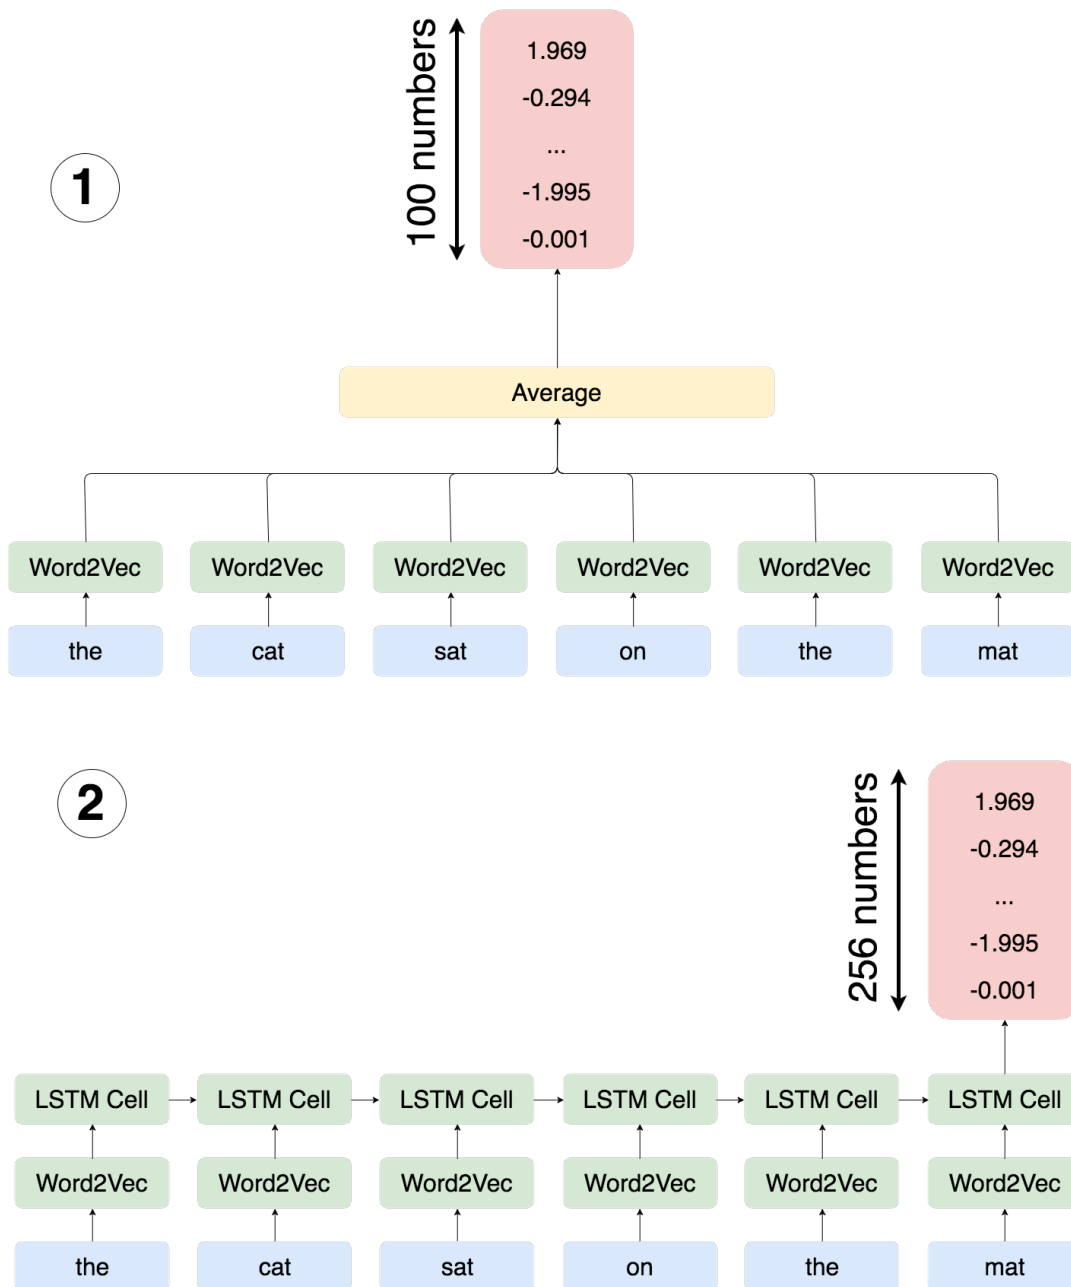 100 numbers
1.969
-0.294
...
-1.995
-0.001
1
Average
Word2Vec Word2Vec Word2Vec Word2Vec Word2Vec Word2Vec
the cat sat on the mat
2
256 numbers
1.969
-0.294
...
-1.995
-0.001
LSTM Cell LSTM Cell LSTM Cell LSTM Cell LSTM Cell LSTM Cell
Word2Vec Word2Vec Word2Vec Word2Vec Word2Vec Word2Vec
the cat sat on the mat